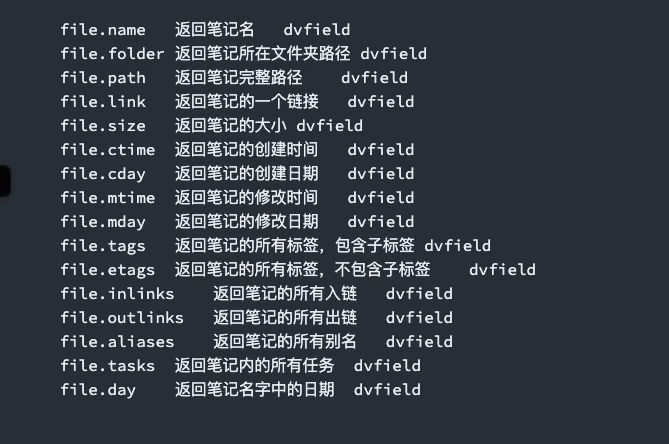 file.name 返回笔记名 dvfield
file.folder 返回笔记所在文件夹路径 dvfield
file.path 返回笔记完整路径 dvfield
file.link 返回笔记的一个链接 dvfield
file.size 返回笔记的大小 dvfield
file.ctime 返回笔记的创建时间 dvfield
file.cday 返回笔记的创建日期 dvfield
file.mtime 返回笔记的修改时间 dvfield
file.mday 返回笔记的修改日期 dvfield
file.tags 返回笔记的所有标签，包含子标签 dvfield
file.etags 返回笔记的所有标签，不包含子标签 dvfield
file.inlinks 返回笔记的所有入链 dvfield
file.outlinks 返回笔记的所有出链 dvfield
file.aliases 返回笔记的所有别名 dvfield
file.tasks 返回笔记内的所有任务 dvfield
file.day 返回笔记名字中的日期 dvfield